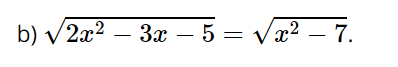 b) √(2x² − 3x − 5) = √(x² − 7).